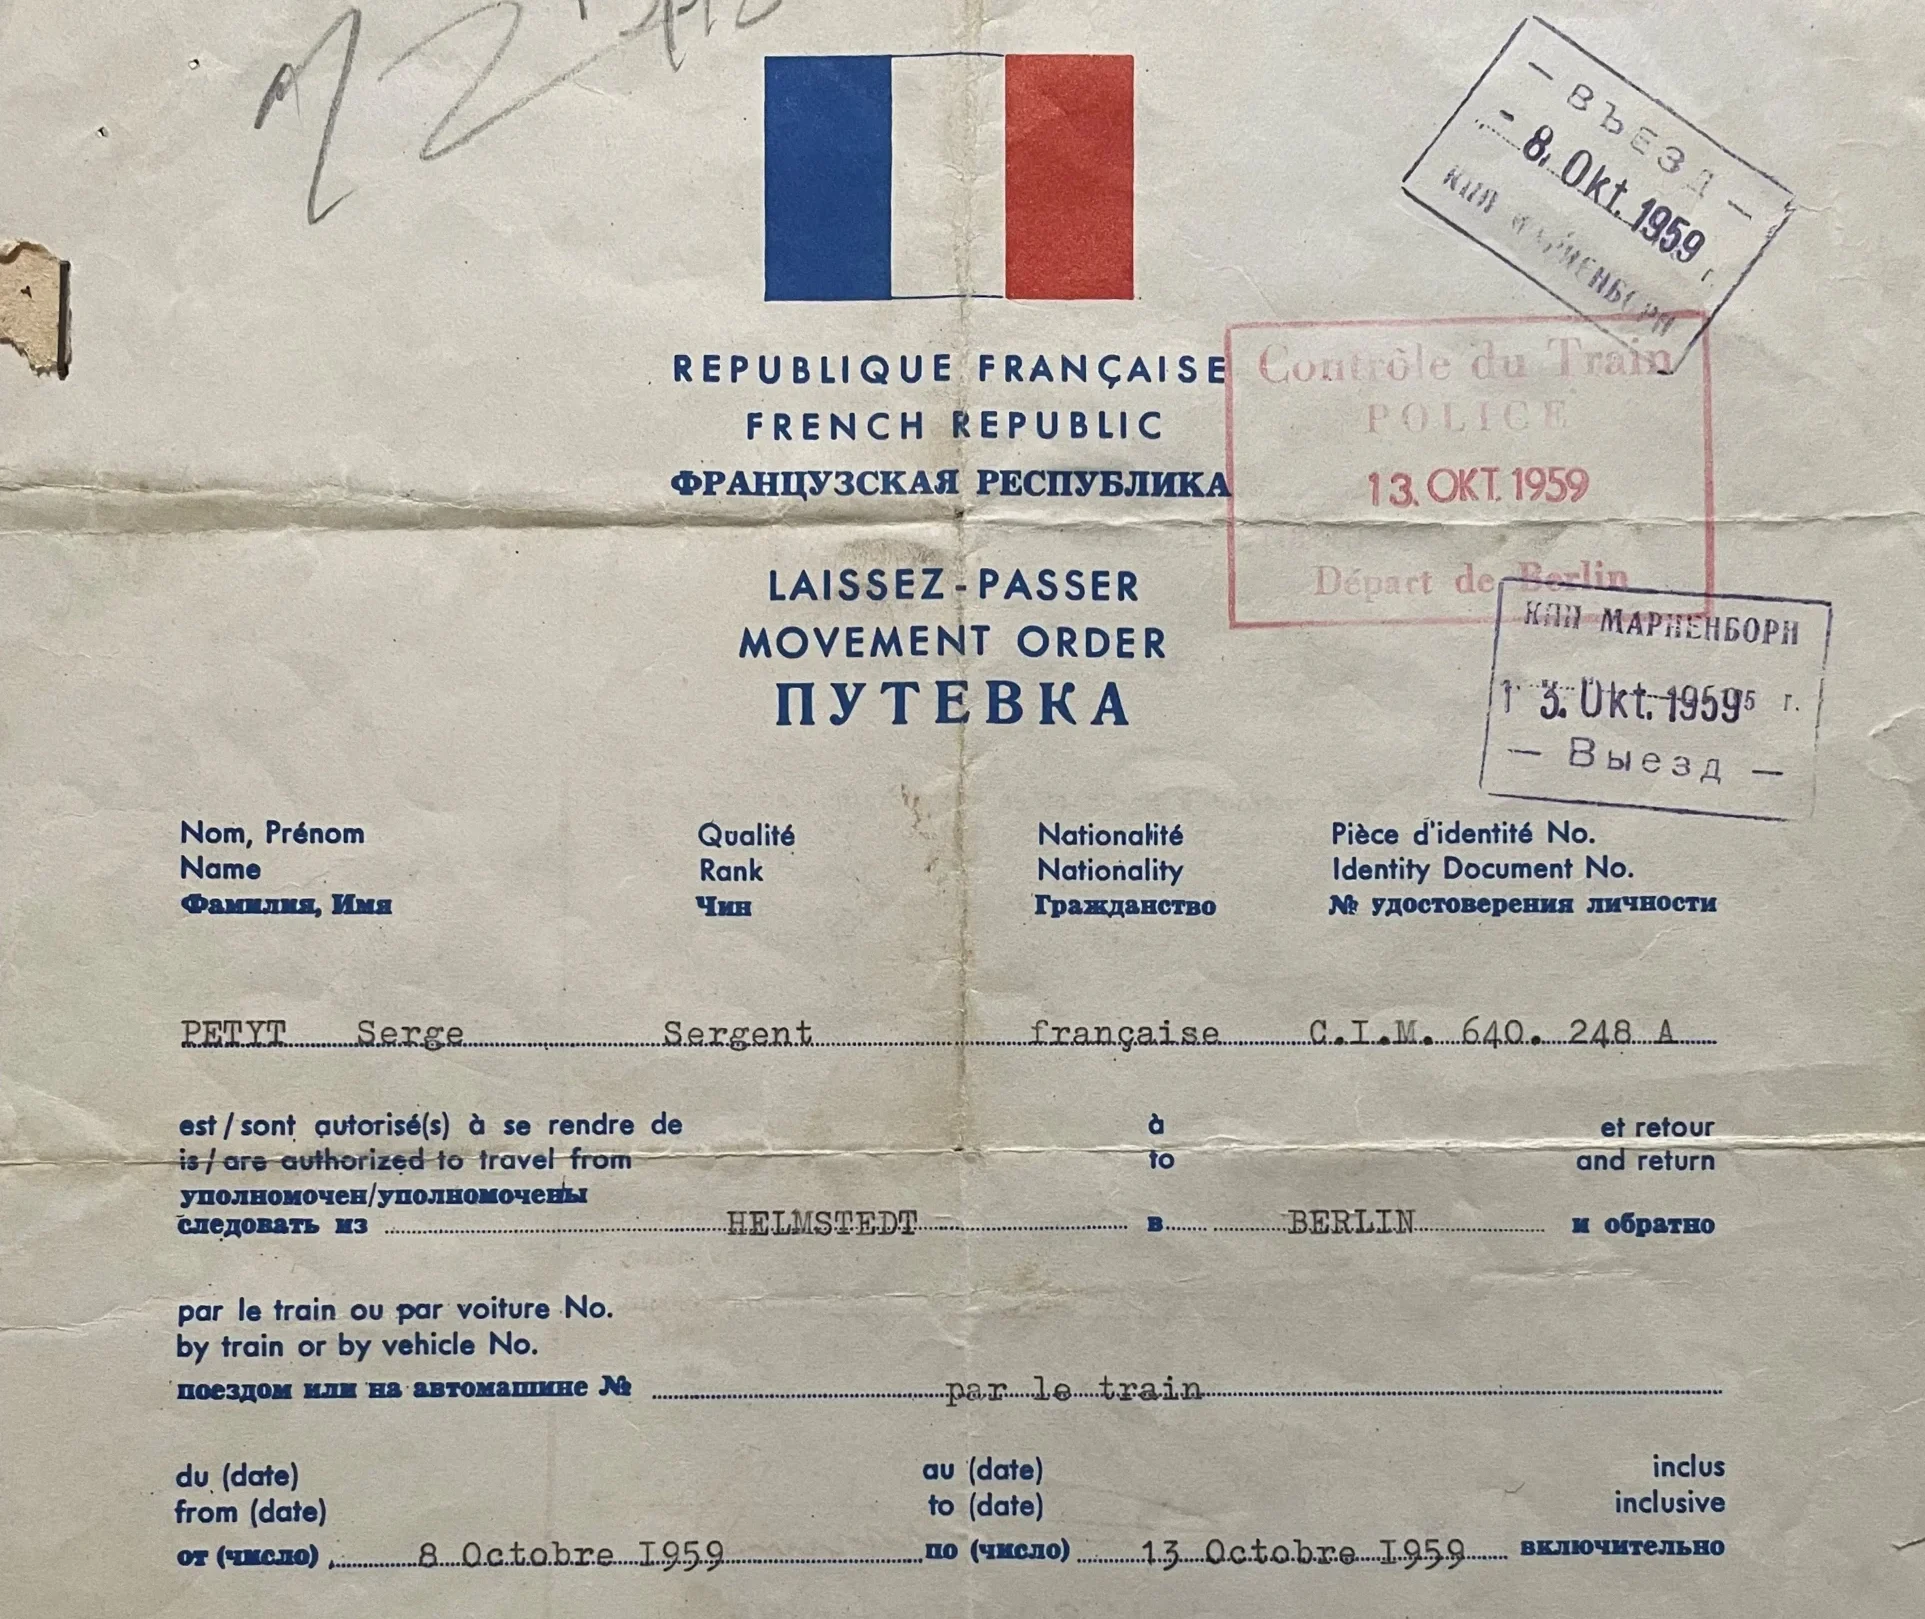 — ВЪЕЗД —
- 8. Okt. 1959 г.
КПП МАРИЕНБОРН
REPUBLIQUE FRANÇAISE
FRENCH REPUBLIC
ФРАНЦУЗСКАЯ РЕСПУБЛИКА
Contrôle du Train
POLICE
13. OKT. 1959
Départ de Berlin
LAISSEZ-PASSER
MOVEMENT ORDER
ПУТЕВКА
КПП МАРИЕНБОРН
1 3. Okt. 1959 г.
— Выезд —
Nom, Prénom Qualité Nationalité Pièce d'identité No.
Name Rank Nationality Identity Document No.
Фамилия, Имя Чин Гражданство № удостоверения личности
PETYT Serge Sergent française C.I.M. 640. 248 A
est/sont autorisé(s) à se rendre de à et retour
is/are authorized to travel from to and return
уполномочен/уполномочены
следовать из HELMSTEDT в BERLIN и обратно
par le train ou par voiture No.
by train or by vehicle No.
поездом или на автомашине № par le train
du (date) au (date) inclus
from (date) to (date) inclusive
от (число) 8 Octobre I959 по (число) 13 Octobre I959 включительно